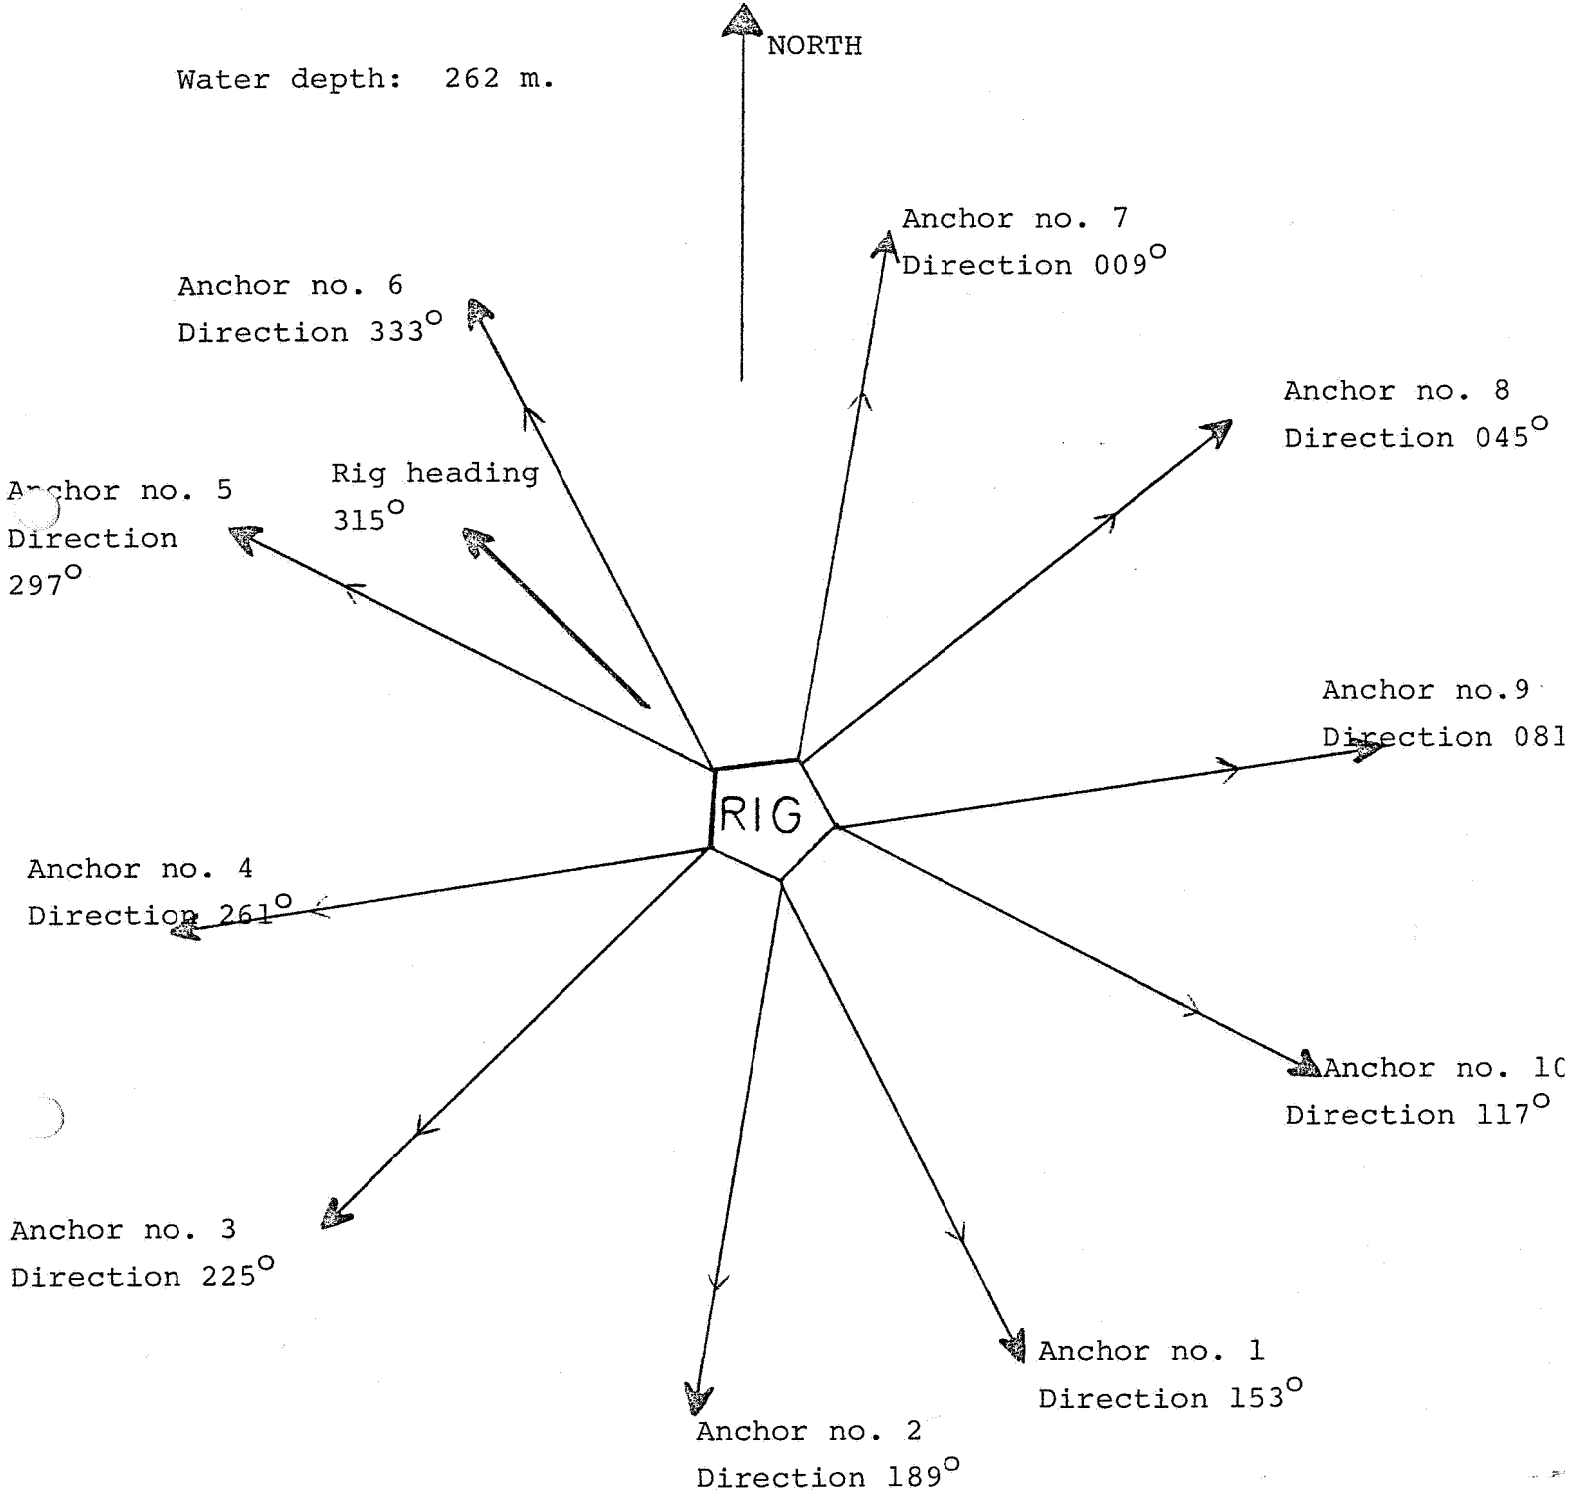 NORTH
Water depth: 262 m.
Anchor no. 7
Direction 009°
Anchor no. 6
Direction 333°
Anchor no. 8
Direction 045°
Rig heading
315°
Anchor no. 5
Direction
297°
Anchor no.9
Direction 081
RIG
Anchor no. 4
Direction 261°
Anchor no. 10
Direction 117°
Anchor no. 3
Direction 225°
Anchor no. 1
Direction 153°
Anchor no. 2
Direction 189°